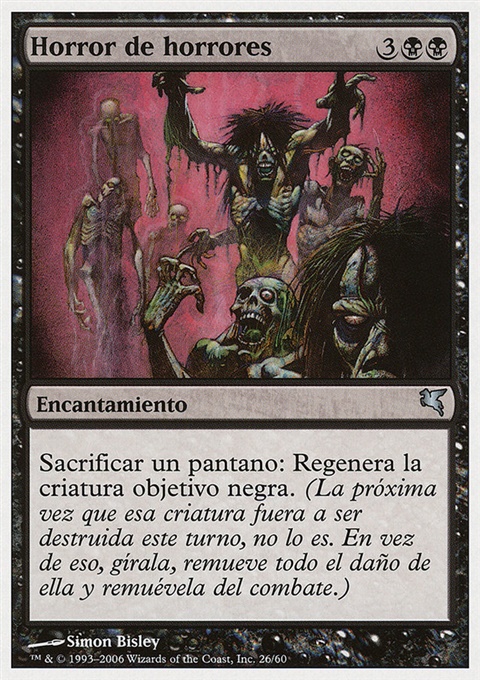 Horror de horrores 3
Encantamiento
Sacrificar un pantano: Regenera la
criatura objetivo negra. (La próxima
vez que esa criatura fuera a ser
destruida este turno, no lo es. En vez
de eso, gírala, remueve todo el daño de
ella y remuévela del combate.)
Simon Bisley
™ & © 1993–2006 Wizards of the Coast, Inc. 26/60